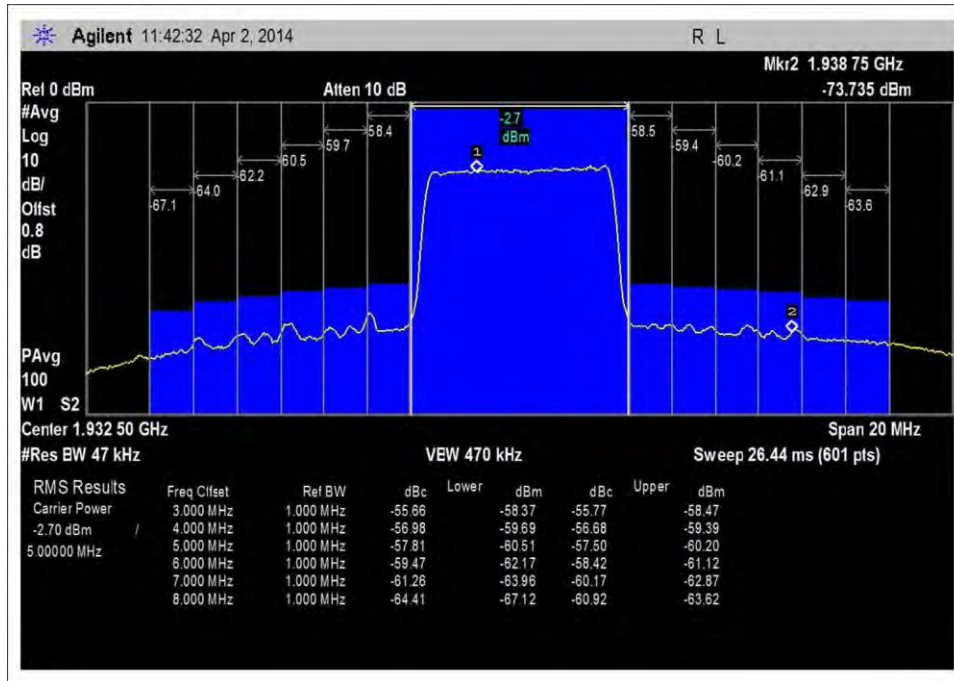 Agilent 11:42:32 Apr 2, 2014 R L
Mkr2 1.938 75 GHz
Rel 0 dBm Atten 10 dB -73.735 dBm
#Avg
Log
10
dB/
Offst
0.8
dB
-2.7
dBm
58.4 58.5
59.7 -59.4
60.5 -60.2
-62.2 -61.1
-64.0 -62.9
-67.1 -63.6
1
2
PAvg
100
W1 S2
Center 1.932 50 GHz Span 20 MHz
#Res BW 47 kHz VEW 470 kHz Sweep 26.44 ms (601 pts)
RMS Results Freq Clfset Ref BW dBc Lower dBm dBc Upper dBm
Carrier Power 3.000 MHz 1.000 MHz -55.66 -58.37 -55.77 -58.47
-2.70 dBm / 4.000 MHz 1.000 MHz -56.98 -59.69 -56.68 -59.39
5.00000 MHz 5.000 MHz 1.000 MHz -57.81 -60.51 -57.50 -60.20
6.000 MHz 1.000 MHz -59.47 -62.17 -58.42 -61.12
7.000 MHz 1.000 MHz -61.26 -63.96 -60.17 -62.87
8.000 MHz 1.000 MHz -64.41 -67.12 -60.92 -63.62